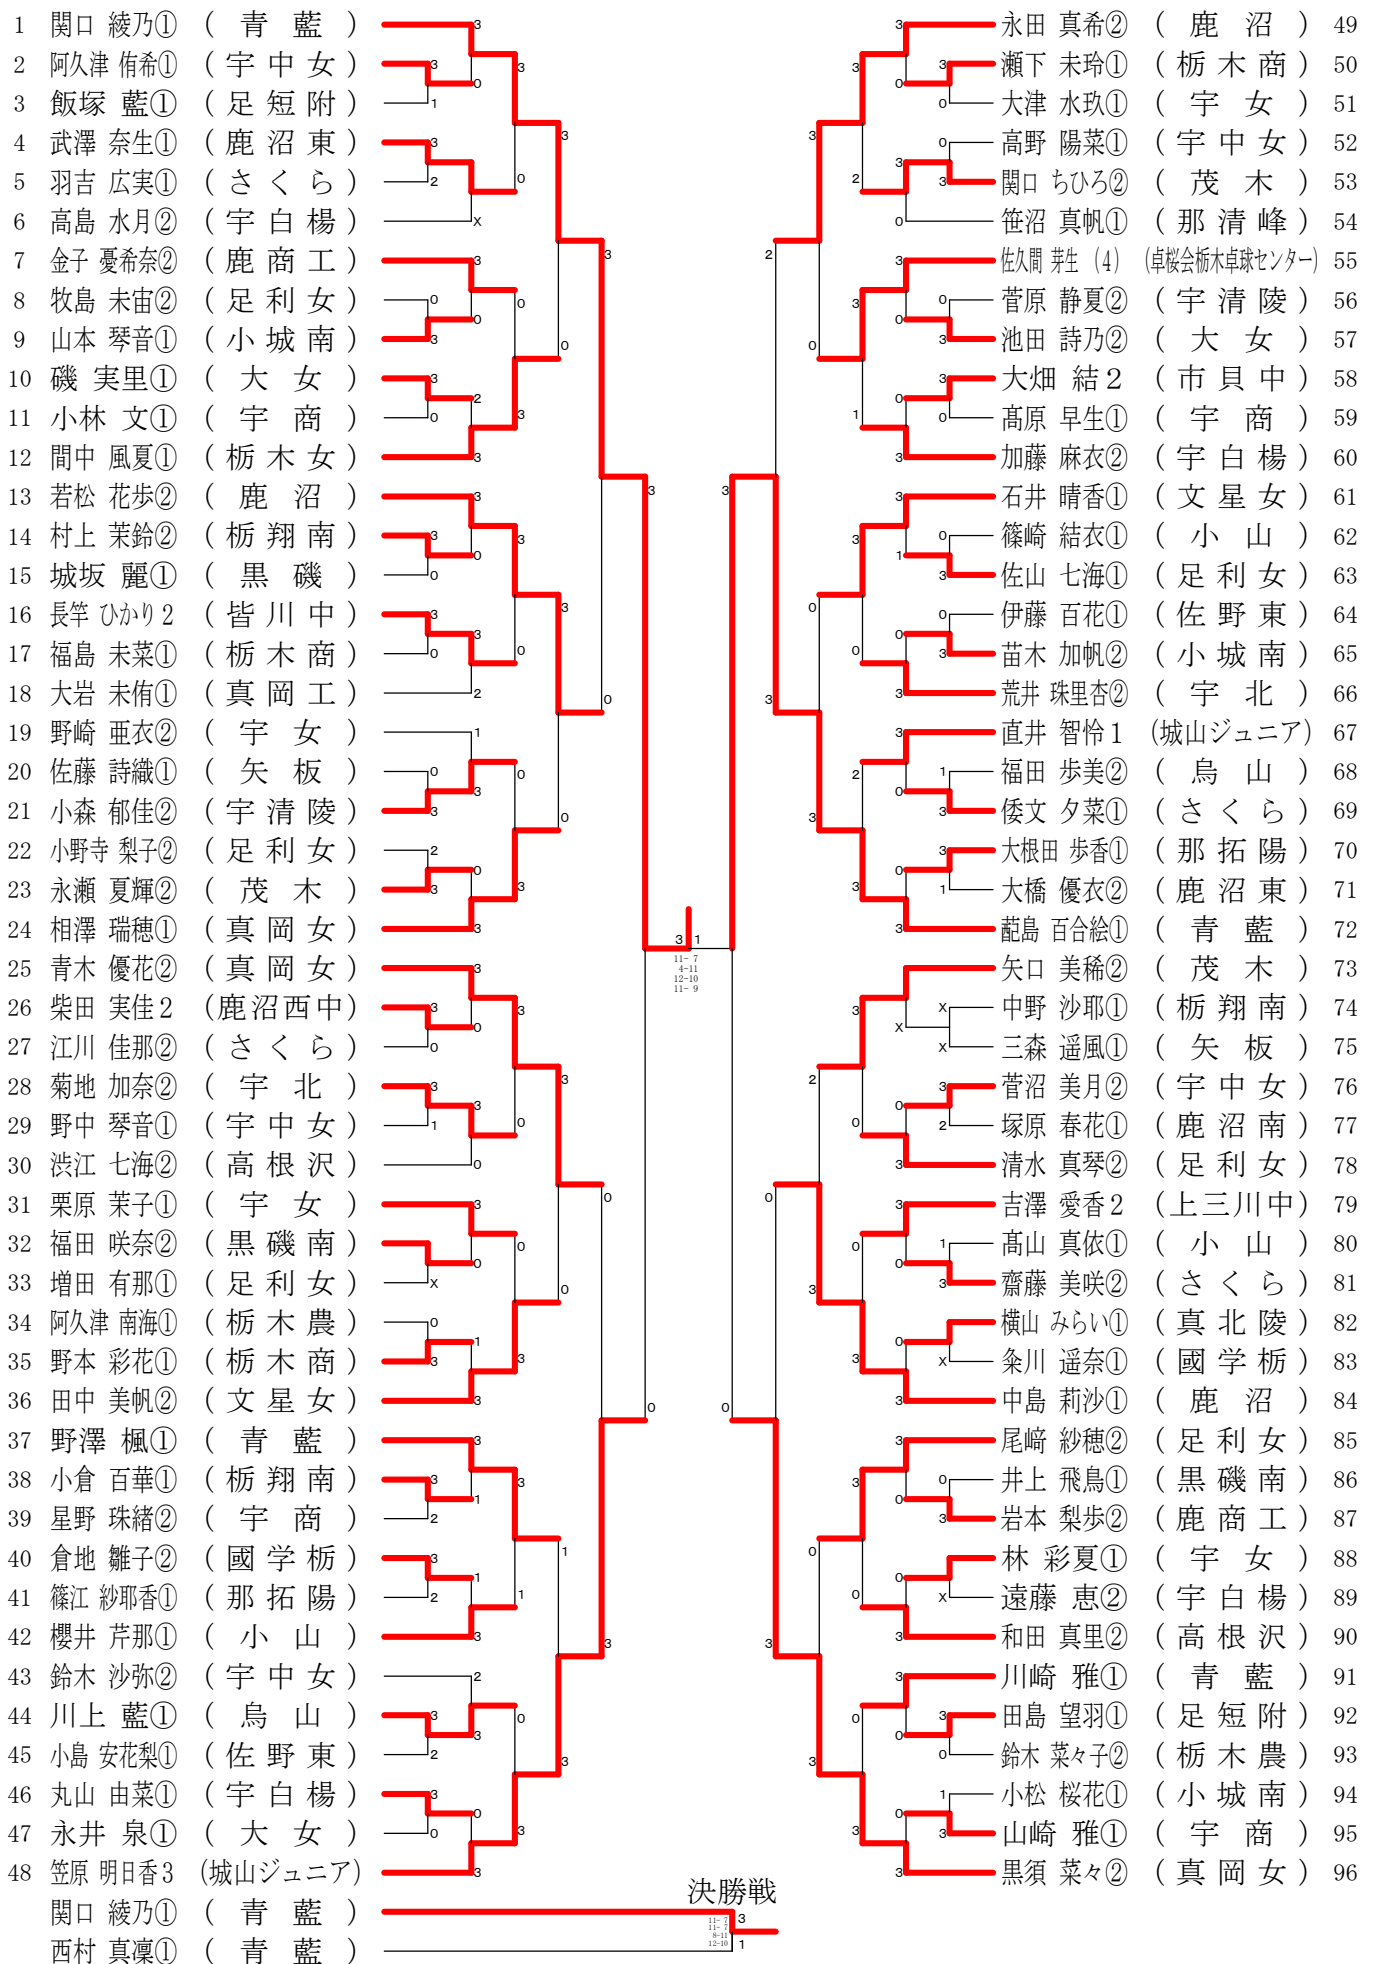 1 関口 綾乃① ( 青 藍 )
2 阿久津 侑希① ( 宇 中 女 )
3 飯塚 藍① ( 足 短 附 )
4 武澤 奈生① ( 鹿 沼 東 )
5 羽吉 広実① ( さ く ら )
6 高島 水月② ( 宇 白 楊 )
7 金子 憂希奈② ( 鹿 商 工 )
8 牧島 未宙② ( 足 利 女 )
9 山本 琴音① ( 小 城 南 )
10 磯 実里① ( 大 女 )
11 小林 文① ( 宇 商 )
12 間中 風夏① ( 栃 木 女 )
13 若松 花歩② ( 鹿 沼 )
14 村上 茉鈴② ( 栃 翔 南 )
15 城坂 麗① ( 黒 磯 )
16 長竿 ひかり2 ( 皆 川 中 )
17 福島 未菜① ( 栃 木 商 )
18 大岩 未侑① ( 真 岡 工 )
19 野崎 亜衣② ( 宇 女 )
20 佐藤 詩織① ( 矢 板 )
21 小森 郁佳② ( 宇 清 陵 )
22 小野寺 梨子② ( 足 利 女 )
23 永瀬 夏輝② ( 茂 木 )
24 相澤 瑞穂① ( 真 岡 女 )
25 青木 優花② ( 真 岡 女 )
26 柴田 実佳2 (鹿沼西中)
27 江川 佳那② ( さ く ら )
28 菊地 加奈② ( 宇 北 )
29 野中 琴音① ( 宇 中 女 )
30 渋江 七海② ( 高 根 沢 )
31 栗原 茉子① ( 宇 女 )
32 福田 咲奈② ( 黒 磯 南 )
33 増田 有那① ( 足 利 女 )
34 阿久津 南海① ( 栃 木 農 )
35 野本 彩花① ( 栃 木 商 )
36 田中 美帆② ( 文 星 女 )
37 野澤 楓① ( 青 藍 )
38 小倉 百華① ( 栃 翔 南 )
39 星野 珠緒② ( 宇 商 )
40 倉地 雛子② ( 國 学 栃 )
41 篠江 紗耶香① ( 那 拓 陽 )
42 櫻井 芹那① ( 小 山 )
43 鈴木 沙弥② ( 宇 中 女 )
44 川上 藍① ( 烏 山 )
45 小島 安花梨① ( 佐 野 東 )
46 丸山 由菜① ( 宇 白 楊 )
47 永井 泉① ( 大 女 )
48 笠原 明日香3 (城山ジュニア)
永田 真希② ( 鹿 沼 ) 49
瀬下 未玲① ( 栃 木 商 ) 50
大津 水玖① ( 宇 女 ) 51
高野 陽菜① ( 宇 中 女 ) 52
関口 ちひろ② ( 茂 木 ) 53
笹沼 真帆① ( 那 清 峰 ) 54
佐久間 芽生 (4) (卓桜会栃木卓球センター) 55
菅原 静夏② ( 宇 清 陵 ) 56
池田 詩乃② ( 大 女 ) 57
大畑 結2 ( 市 貝 中 ) 58
髙原 早生① ( 宇 商 ) 59
加藤 麻衣② ( 宇 白 楊 ) 60
石井 晴香① ( 文 星 女 ) 61
篠崎 結衣① ( 小 山 ) 62
佐山 七海① ( 足 利 女 ) 63
伊藤 百花① ( 佐 野 東 ) 64
苗木 加帆② ( 小 城 南 ) 65
荒井 珠里杏② ( 宇 北 ) 66
直井 智怜1 (城山ジュニア) 67
福田 歩美② ( 烏 山 ) 68
倭文 夕菜① ( さ く ら ) 69
大根田 歩香① ( 那 拓 陽 ) 70
大橋 優衣② ( 鹿 沼 東 ) 71
蓜島 百合絵① ( 青 藍 ) 72
矢口 美稀② ( 茂 木 ) 73
中野 沙耶① ( 栃 翔 南 ) 74
三森 遥風① ( 矢 板 ) 75
菅沼 美月② ( 宇 中 女 ) 76
塚原 春花① ( 鹿 沼 南 ) 77
清水 真琴② ( 足 利 女 ) 78
吉澤 愛香2 (上三川中) 79
髙山 真依① ( 小 山 ) 80
齋藤 美咲② ( さ く ら ) 81
横山 みらい① ( 真 北 陵 ) 82
粂川 遥奈① ( 國 学 栃 ) 83
中島 莉沙① ( 鹿 沼 ) 84
尾﨑 紗穂② ( 足 利 女 ) 85
井上 飛鳥① ( 黒 磯 南 ) 86
岩本 梨歩② ( 鹿 商 工 ) 87
林 彩夏① ( 宇 女 ) 88
遠藤 恵② ( 宇 白 楊 ) 89
和田 真里② ( 高 根 沢 ) 90
川崎 雅① ( 青 藍 ) 91
田島 望羽① ( 足 短 附 ) 92
鈴木 菜々子② ( 栃 木 農 ) 93
小松 桜花① ( 小 城 南 ) 94
山崎 雅① ( 宇 商 ) 95
黒須 菜々② ( 真 岡 女 ) 96
3 1
11- 7
4-11
12-10
11- 9
決勝戦
関口 綾乃① ( 青 藍 )
西村 真凜① ( 青 藍 )
11- 7
11- 7
8-11
12-10
3
1